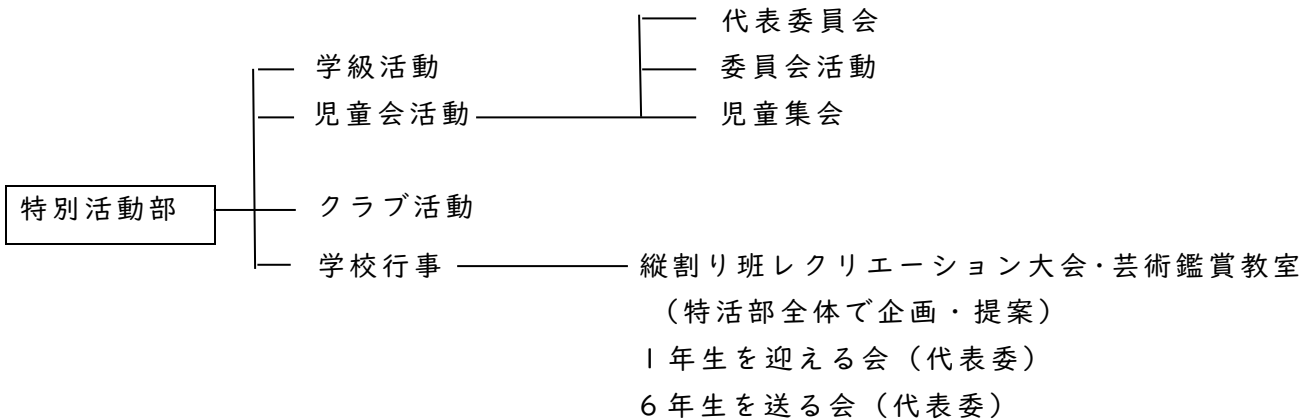 代表委員会
学級活動
委員会活動
児童会活動
児童集会
特別活動部
クラブ活動
学校行事
縦割り班レクリエーション大会・芸術鑑賞教室
（特活部全体で企画・提案）
1年生を迎える会（代表委）
6年生を送る会（代表委）